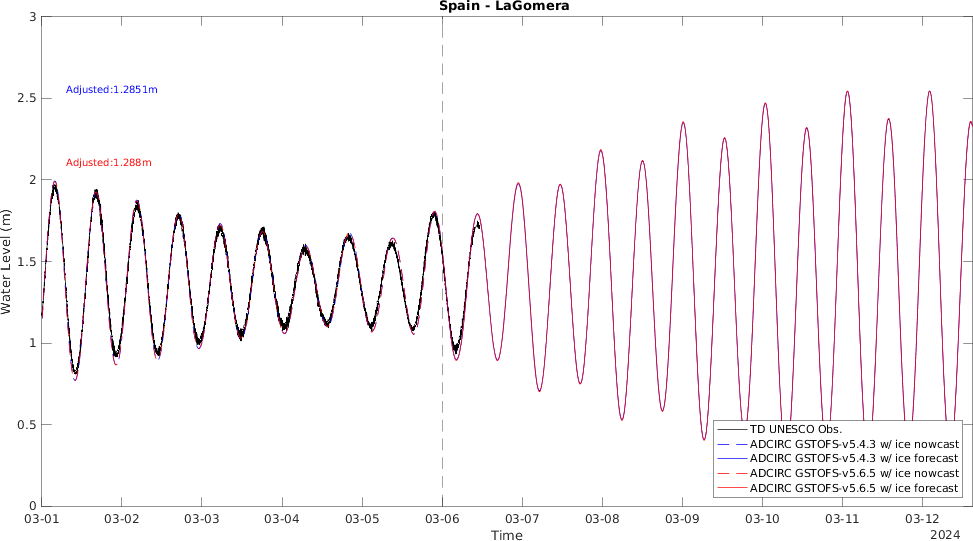 Spain - LaGomera
3
2.5
2
1.5
1
0.5
0
Water Level (m)
Adjusted:1.2851m
Adjusted:1.288m
TD UNESCO Obs.
ADCIRC GSTOFS-v5.4.3 w/ ice nowcast
ADCIRC GSTOFS-v5.4.3 w/ ice forecast
ADCIRC GSTOFS-v5.6.5 w/ ice nowcast
ADCIRC GSTOFS-v5.6.5 w/ ice forecast
03-01 03-02 03-03 03-04 03-05 03-06 03-07 03-08 03-09 03-10 03-11 03-12
Time
2024